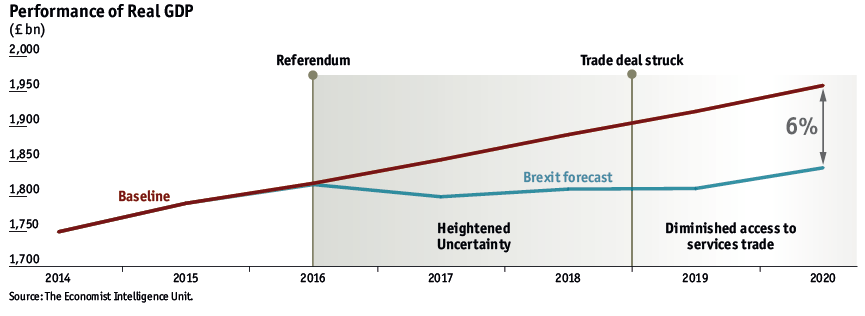 Performance of Real GDP
(£ bn)
2,000
1,950
1,900
1,850
1,800
1,750
1,700
Referendum
Trade deal struck
6%
Baseline
Brexit forecast
Heightened
Uncertainty
Diminished access to
services trade
2014
2015
2016
2017
2018
2019
2020
Source: The Economist Intelligence Unit.